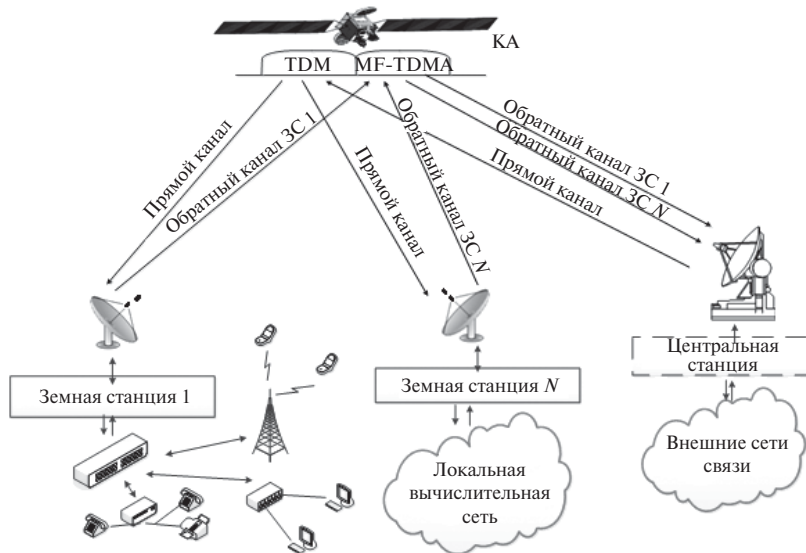 КА
TDM
MF-TDMA
Прямой канал
Обратный канал ЗС 1
Прямой канал
Обратный канал ЗС N
Обратный канал ЗС 1
Обратный канал ЗС N
Прямой канал
Земная станция 1
Земная станция N
Центральная
станция
Локальная
вычислительная
сеть
Внешние сети
связи